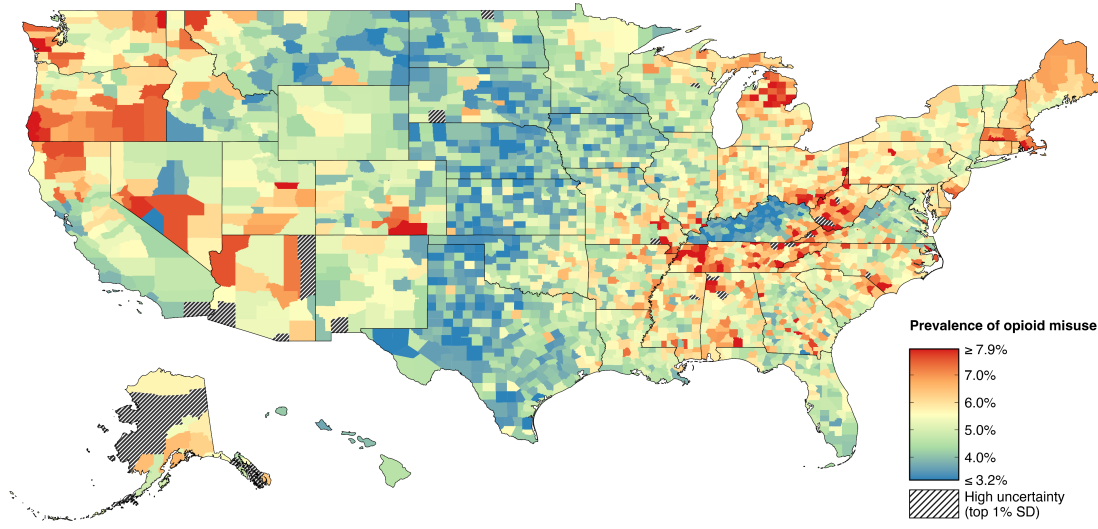 Prevalence of opioid misuse
≥ 7.9%
7.0%
6.0%
5.0%
4.0%
≤ 3.2%
High uncertainty
(top 1% SD)